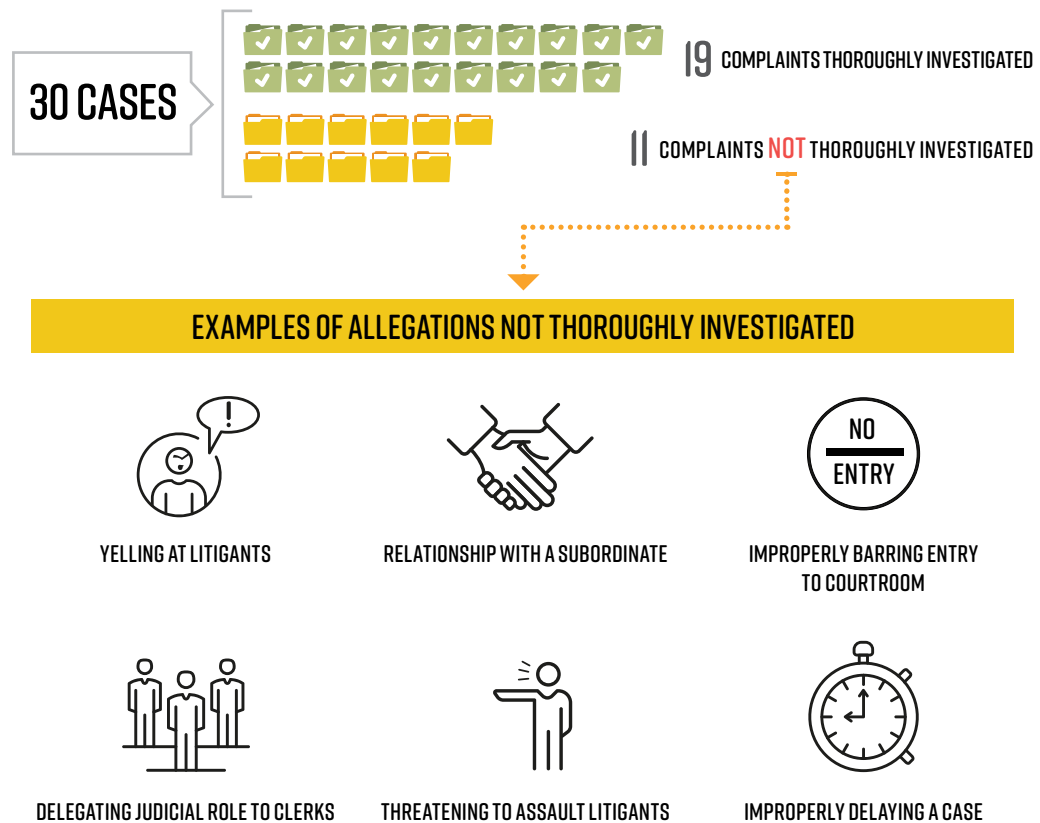 30 CASES
19 COMPLAINTS THOROUGHLY INVESTIGATED
11 COMPLAINTS NOT THOROUGHLY INVESTIGATED
EXAMPLES OF ALLEGATIONS NOT THOROUGHLY INVESTIGATED
!
NO
ENTRY
YELLING AT LITIGANTS
RELATIONSHIP WITH A SUBORDINATE
IMPROPERLY BARRING ENTRY
TO COURTROOM
DELEGATING JUDICIAL ROLE TO CLERKS
THREATENING TO ASSAULT LITIGANTS
IMPROPERLY DELAYING A CASE